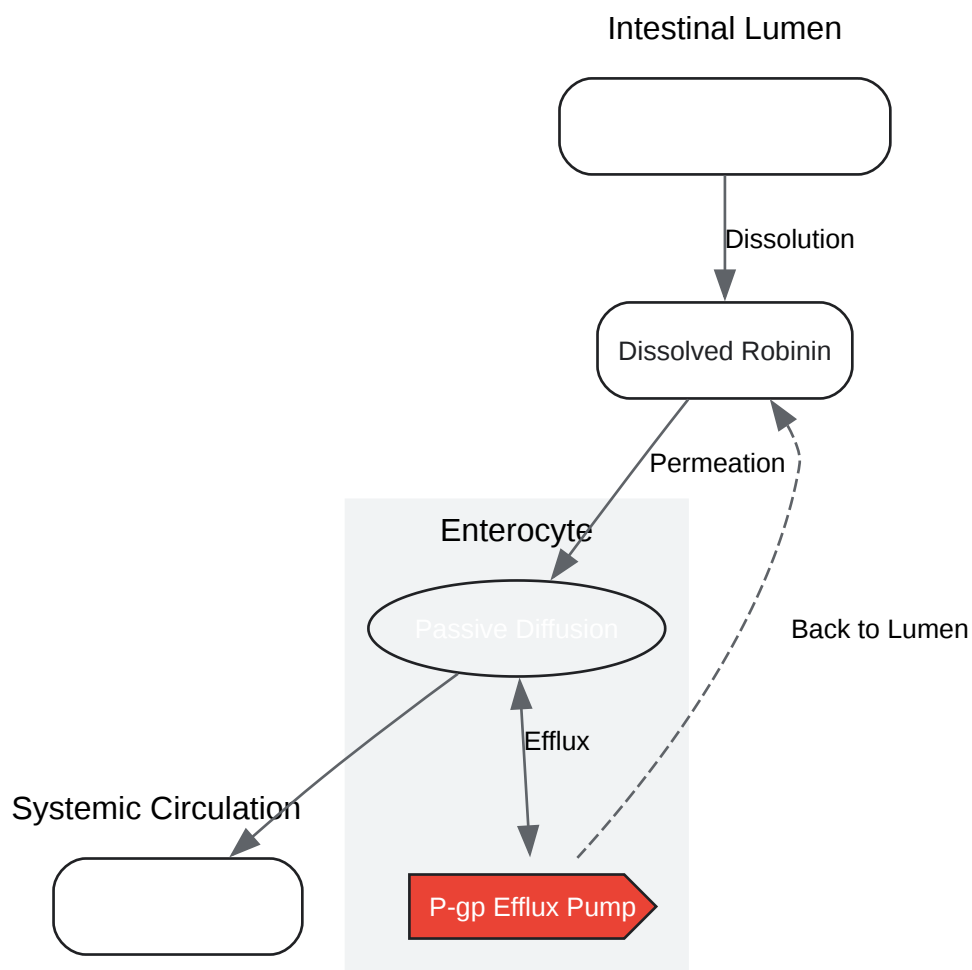 Intestinal Lumen
Dissolution
Dissolved Robinin
Permeation
Enterocyte
Passive Diffusion
Back to Lumen
Efflux
Systemic Circulation
P-gp Efflux Pump